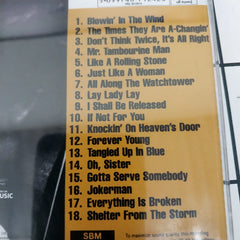 1. Blowin' In The Wind
2. The Times They Are A-Changin'
3. Don't Think Twice, It's All Right
4. Mr. Tambourine Man
5. Like A Rolling Stone
6. Just Like A Woman
7. All Along The Watchtower
8. Lay Lady Lay
9. I Shall Be Released
10. If Not For You
11. Knockin' On Heaven's Door
12. Forever Young
13. Tangled Up In Blue
14. Oh, Sister
15. Gotta Serve Somebody
16. Jokerman
17. Everything Is Broken
18. Shelter From The Storm
SBM